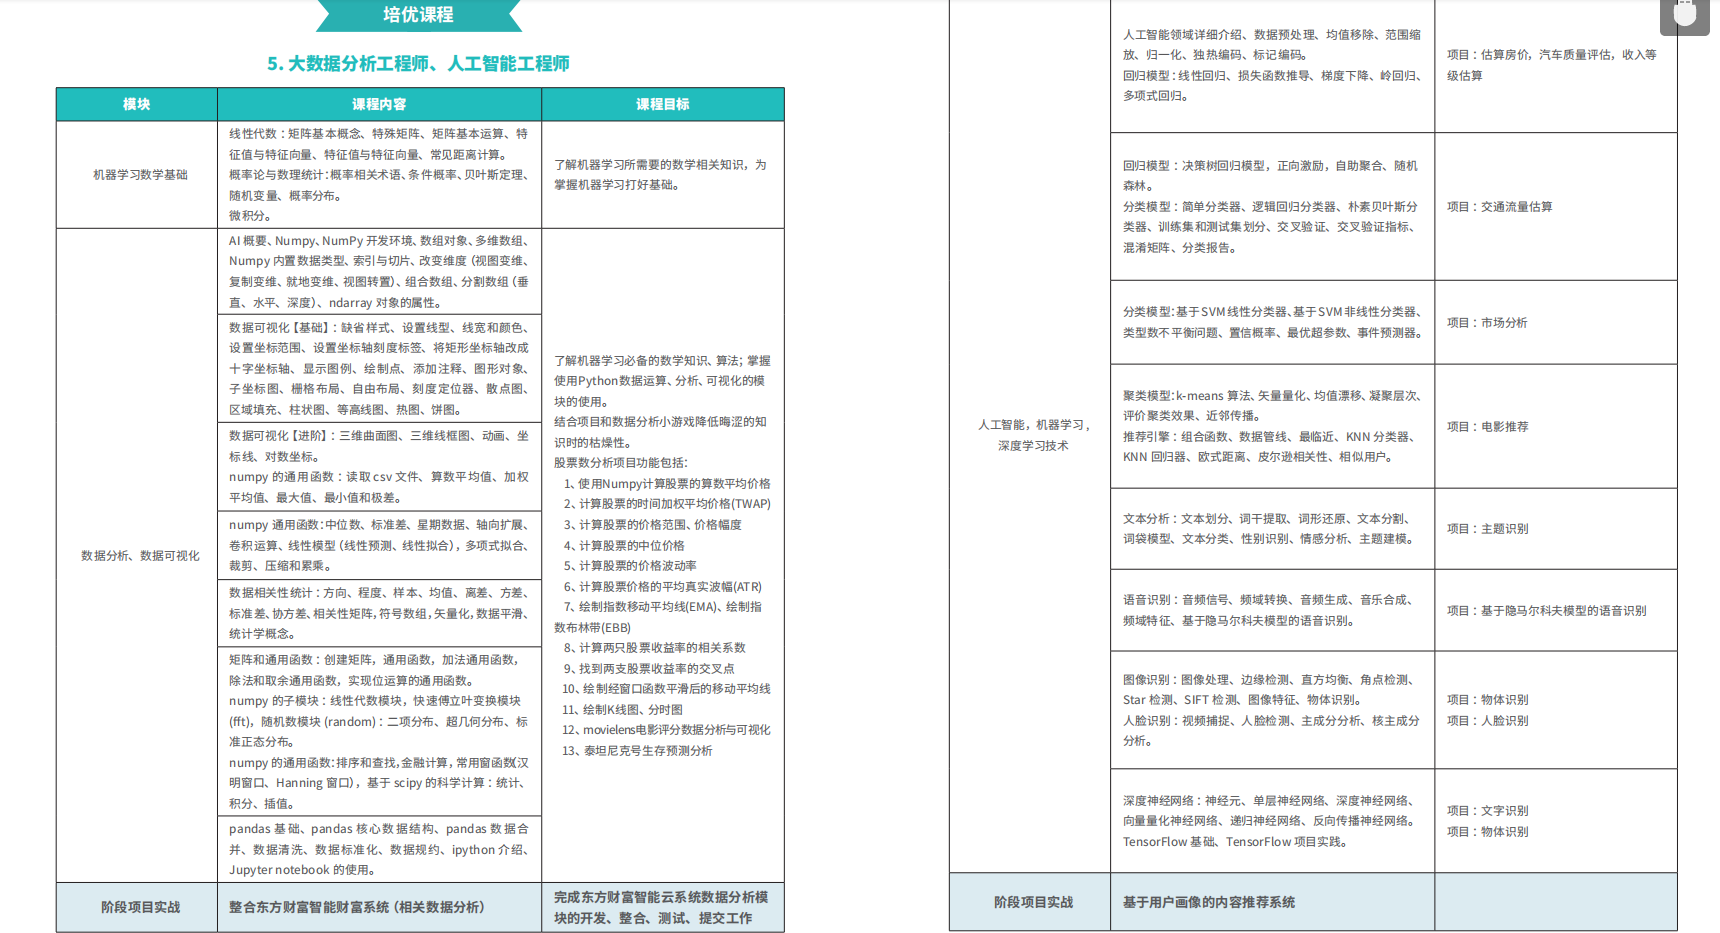 培优课程
5. 大数据分析工程师、人工智能工程师
模块
课程内容
课程目标
机器学习数学基础
线性代数：矩阵基本概念、特殊矩阵、矩阵基本运算、特
征值与特征向量、特征值与特征向量、常见距离计算。
概率论与数理统计：概率相关术语、条件概率、贝叶斯定理、
随机变量、概率分布。
微积分。
了解机器学习所需要的数学相关知识，为
掌握机器学习打好基础。
数据分析、数据可视化
AI 概要、Numpy、NumPy 开发环境、数组对象、多维数组、
Numpy 内置数据类型、索引与切片、改变维度（视图变维、
复制变维、就地变维、视图转置）、组合数组、分割数组（垂
直、水平、深度）、ndarray 对象的属性。
数据可视化【基础】：缺省样式、设置线型、线宽和颜色、
设置坐标范围、设置坐标轴刻度标签、将矩形坐标轴改成
十字坐标轴、显示图例、绘制点、添加注释、图形对象、
子坐标图、栅格布局、自由布局、刻度定位器、散点图、
区域填充、柱状图、等高线图、热图、饼图。
数据可视化【进阶】：三维曲面图、三维线框图、动画、坐
标线、对数坐标。
numpy 的通用函数：读取 csv 文件、算数平均值、加权
平均值、最大值、最小值和极差。
numpy 通用函数：中位数、标准差、星期数据、轴向扩展、
卷积运算、线性模型（线性预测、线性拟合），多项式拟合、
裁剪、压缩和累乘。
数据相关性统计：方向、程度、样本、均值、离差、方差、
标准差、协方差、相关性矩阵，符号数组，矢量化，数据平滑、
统计学概念。
矩阵和通用函数：创建矩阵，通用函数，加法通用函数，
除法和取余通用函数，实现位运算的通用函数。
numpy 的子模块：线性代数模块，快速傅立叶变换模块
(fft)，随机数模块 (random)：二项分布、超几何分布、标
准正态分布。
numpy 的通用函数：排序和查找，金融计算，常用窗函数（汉
明窗口、Hanning 窗口），基于 scipy 的科学计算：统计、
积分、插值。
pandas 基础、pandas 核心数据结构、pandas 数据合
并、数据清洗、数据标准化、数据规约、ipython 介绍、
Jupyter notebook 的使用。
了解机器学习必备的数学知识、算法；掌握
使用Python数据运算、分析、可视化的模
块的使用。
结合项目和数据分析小游戏降低晦涩的知
识时的枯燥性。
股票数分析项目功能包括：
1、使用Numpy计算股票的算数平均价格
2、计算股票的时间加权平均价格(TWAP)
3、计算股票的价格范围、价格幅度
4、计算股票的中位价格
5、计算股票的价格波动率
6、计算股票价格的平均真实波幅(ATR)
7、绘制指数移动平均线(EMA)、绘制指
数布林带(EBB)
8、计算两只股票收益率的相关系数
9、找到两支股票收益率的交叉点
10、绘制经窗口函数平滑后的移动平均线
11、绘制K线图、分时图
12、movielens电影评分数据分析与可视化
13、泰坦尼克号生存预测分析
阶段项目实战
整合东方财富智能财富系统（相关数据分析）
完成东方财富智能云系统数据分析模
块的开发、整合、测试、提交工作
人工智能，机器学习，
深度学习技术
人工智能领域详细介绍、数据预处理、均值移除、范围缩
放、归一化、独热编码、标记编码。
回归模型：线性回归、损失函数推导、梯度下降、岭回归、
多项式回归。
项目：估算房价，汽车质量评估，收入等
级估算
回归模型：决策树回归模型，正向激励，自助聚合、随机
森林。
分类模型：简单分类器、逻辑回归分类器、朴素贝叶斯分
类器、训练集和测试集划分、交叉验证、交叉验证指标、
混淆矩阵、分类报告。
项目：交通流量估算
分类模型：基于SVM线性分类器、基于SVM非线性分类器、
类型数不平衡问题、置信概率、最优超参数、事件预测器。
项目：市场分析
聚类模型：k-means 算法、矢量量化、均值漂移、凝聚层次、
评价聚类效果、近邻传播。
推荐引擎：组合函数、数据管线、最临近、KNN 分类器、
KNN 回归器、欧式距离、皮尔逊相关性、相似用户。
项目：电影推荐
文本分析：文本划分、词干提取、词形还原、文本分割、
词袋模型、文本分类、性别识别、情感分析、主题建模。
项目：主题识别
语音识别：音频信号、频域转换、音频生成、音乐合成、
频域特征、基于隐马尔科夫模型的语音识别。
项目：基于隐马尔科夫模型的语音识别
图像识别：图像处理、边缘检测、直方均衡、角点检测、
Star 检测、SIFT 检测、图像特征、物体识别。
人脸识别：视频捕捉、人脸检测、主成分分析、核主成分
分析。
项目：物体识别
项目：人脸识别
深度神经网络：神经元、单层神经网络、深度神经网络、
向量量化神经网络、递归神经网络、反向传播神经网络。
TensorFlow 基础、TensorFlow 项目实践。
项目：文字识别
项目：物体识别
阶段项目实战
基于用户画像的内容推荐系统